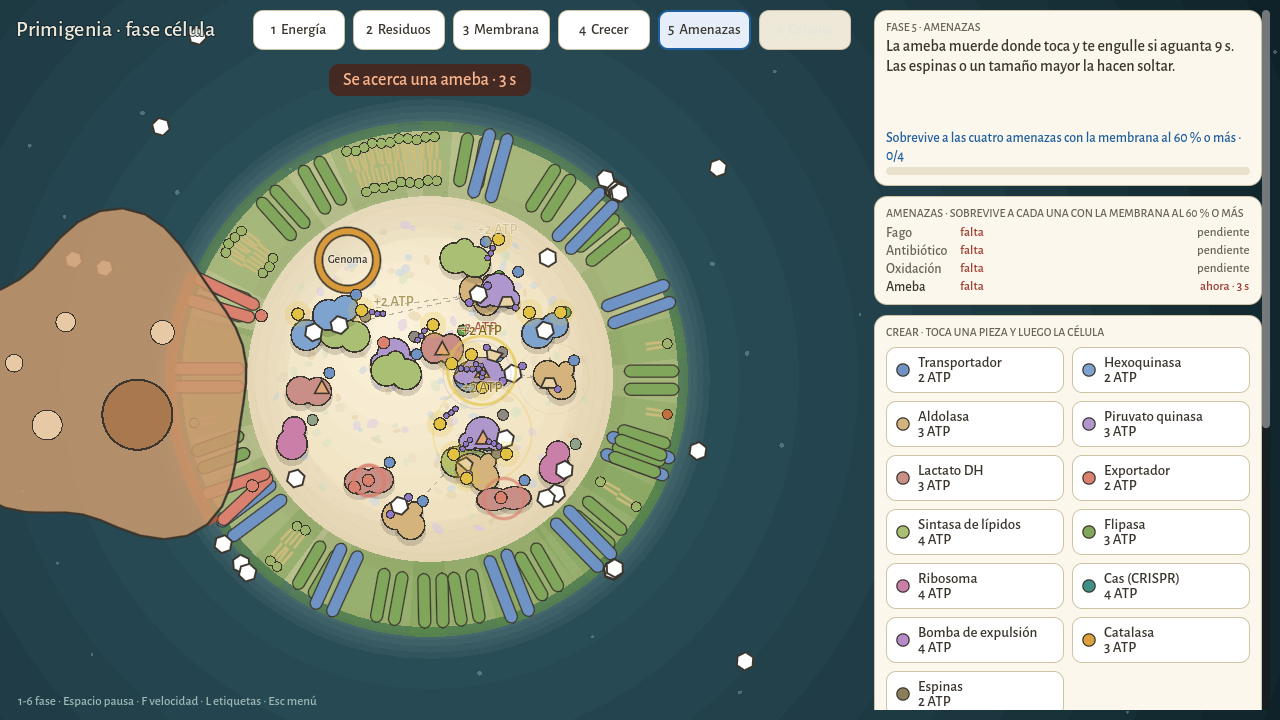 Primigenia · fase célula
1 Energía
2 Residuos
3 Membrana
4 Crecer
5 Amenazas
Se acerca una ameba · 3 s
FASE 5 · AMENAZAS
La ameba muerde donde toca y te engulle si aguanta 9 s.
Las espinas o un tamaño mayor la hacen soltar.
Sobrevive a las cuatro amenazas con la membrana al 60 % o más ·
0/4
AMENAZAS · SOBREVIVE A CADA UNA CON LA MEMBRANA AL 60 % O MÁS
Fago falta pendiente
Antibiótico falta pendiente
Oxidación falta pendiente
Ameba falta ahora · 3 s
CREAR · TOCA UNA PIEZA Y LUEGO LA CÉLULA
Transportador
2 ATP
Hexoquinasa
2 ATP
Aldolasa
3 ATP
Piruvato quinasa
3 ATP
Lactato DH
3 ATP
Exportador
2 ATP
Sintasa de lípidos
4 ATP
Flipasa
3 ATP
Ribosoma
4 ATP
Cas (CRISPR)
4 ATP
Bomba de expulsión
4 ATP
Catalasa
3 ATP
Espinas
2 ATP
Genoma
+2 ATP
+2 ATP
+2 ATP
1-6 fase · Espacio pausa · F velocidad · L etiquetas · Esc menú